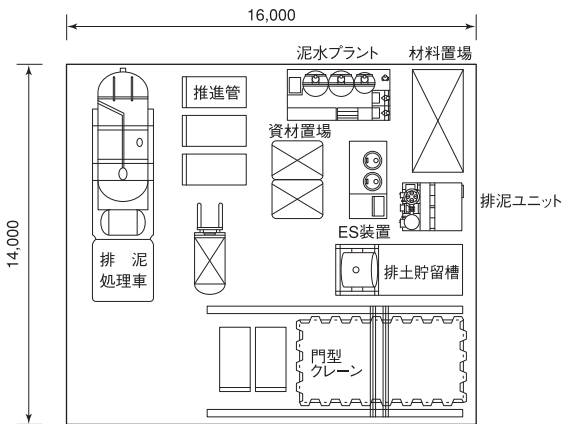 16,000
泥水プラント
材料置場
推進管
資材置場
排泥ユニット
ES装置
14,000
排　泥
処理車
排土貯留槽
門型
クレーン